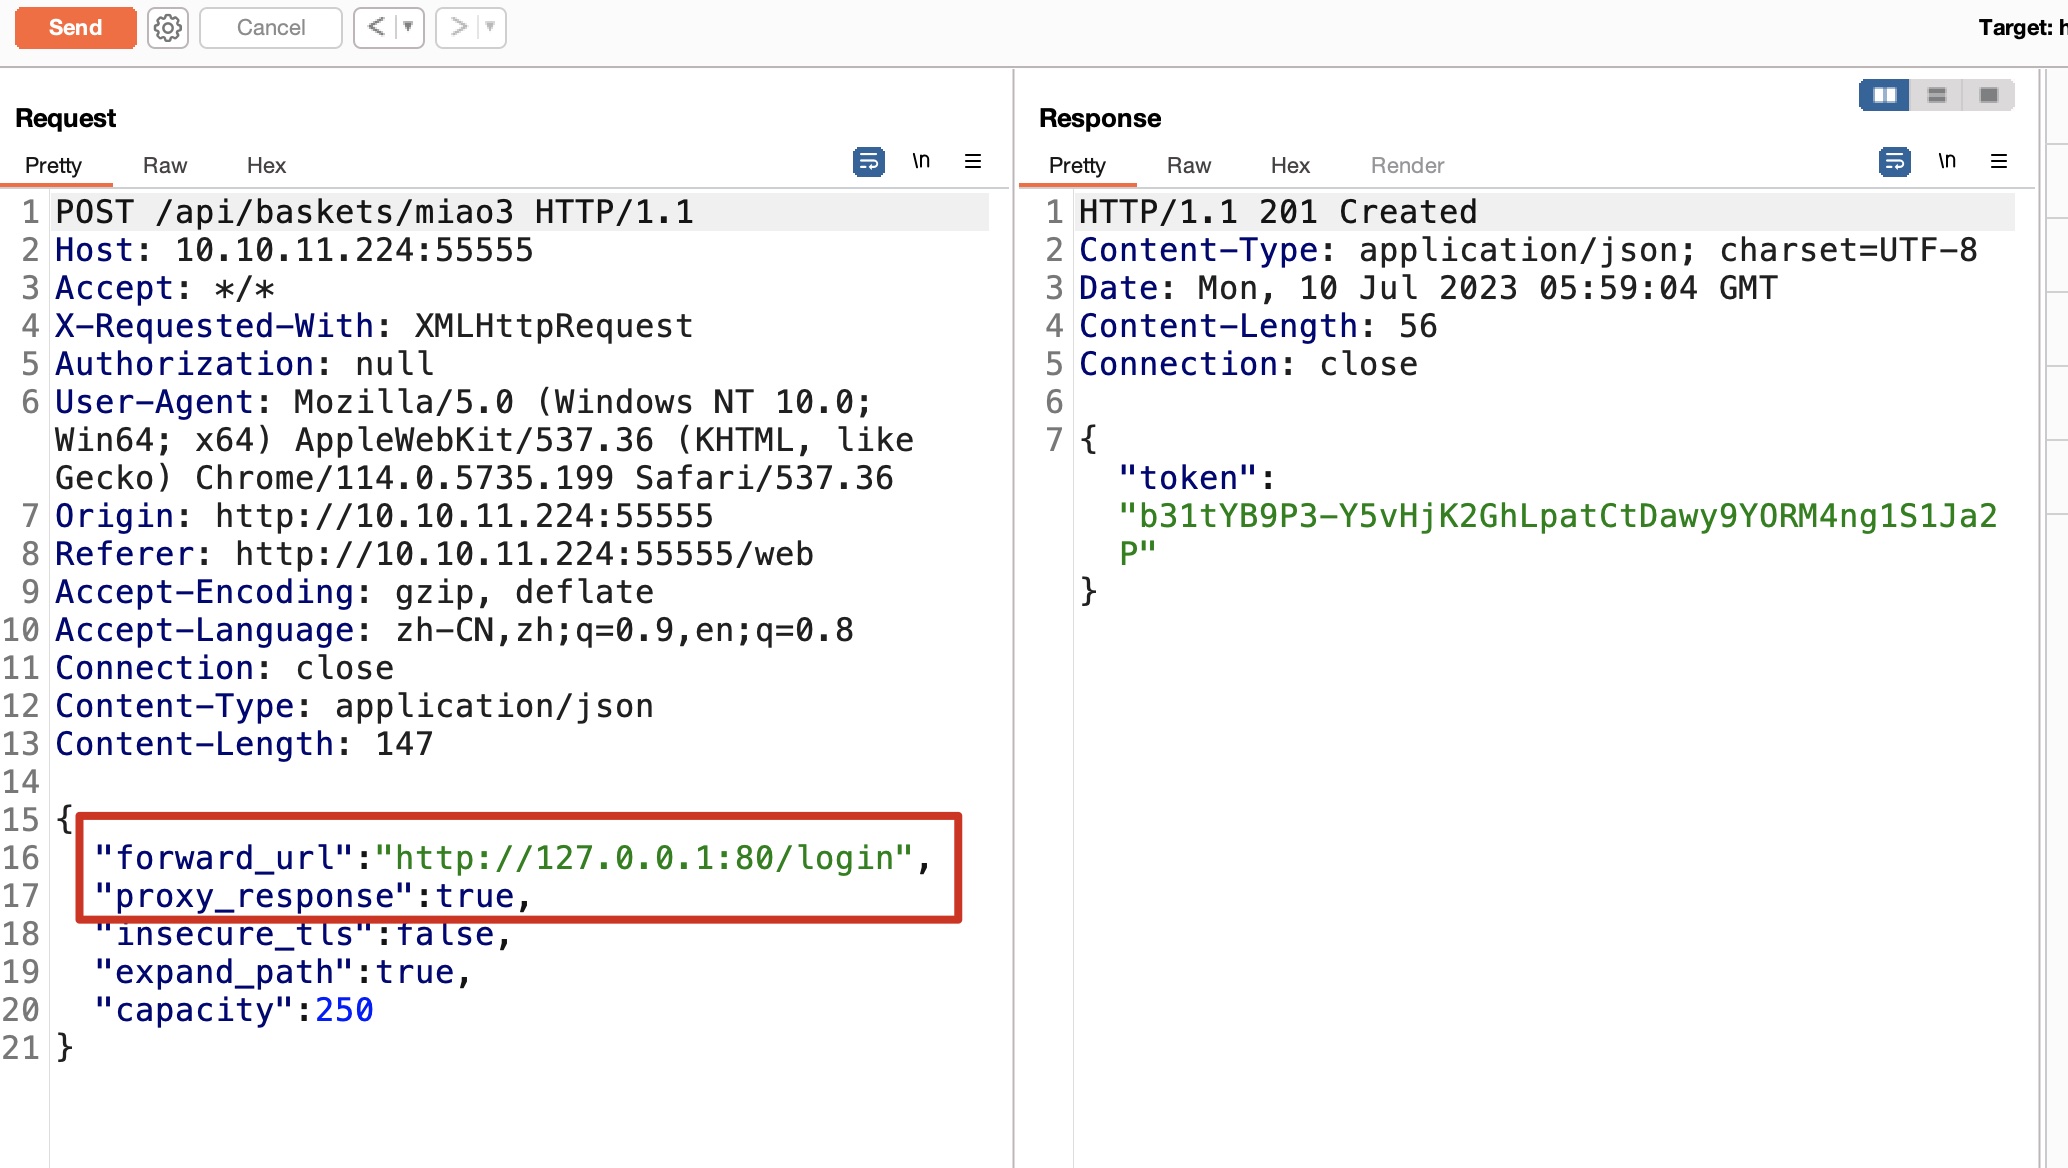 Send
Cancel
Target: h
Request
Pretty Raw Hex
\n
1 POST /api/baskets/miao3 HTTP/1.1
2 Host: 10.10.11.224:55555
3 Accept: */*
4 X-Requested-With: XMLHttpRequest
5 Authorization: null
6 User-Agent: Mozilla/5.0 (Windows NT 10.0;
Win64; x64) AppleWebKit/537.36 (KHTML, like
Gecko) Chrome/114.0.5735.199 Safari/537.36
7 Origin: http://10.10.11.224:55555
8 Referer: http://10.10.11.224:55555/web
9 Accept-Encoding: gzip, deflate
10 Accept-Language: zh-CN,zh;q=0.9,en;q=0.8
11 Connection: close
12 Content-Type: application/json
13 Content-Length: 147
14
15 {
16 "forward_url":"http://127.0.0.1:80/login",
17 "proxy_response":true,
18 "insecure_tls":false,
19 "expand_path":true,
20 "capacity":250
21 }
Response
Pretty Raw Hex Render
\n
1 HTTP/1.1 201 Created
2 Content-Type: application/json; charset=UTF-8
3 Date: Mon, 10 Jul 2023 05:59:04 GMT
4 Content-Length: 56
5 Connection: close
6
7 {
"token":
"b31tYB9P3-Y5vHjK2GhLpatCtDawy9YORM4ng1S1Ja2
P"
}